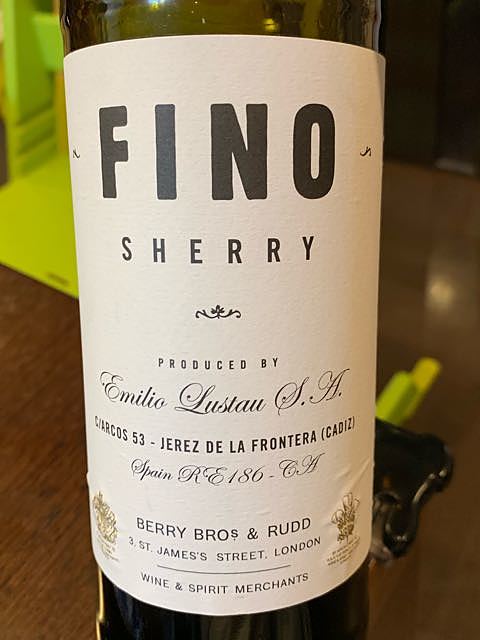 FINO
SHERRY
PRODUCED BY
Emilio Lustau S.A.
C/ARCOS 53 - JEREZ DE LA FRONTERA (CADIZ)
Spain RE186 - CA
BERRY BROS & RUDD
3, ST. JAMES'S STREET, LONDON
WINE & SPIRIT MERCHANTS